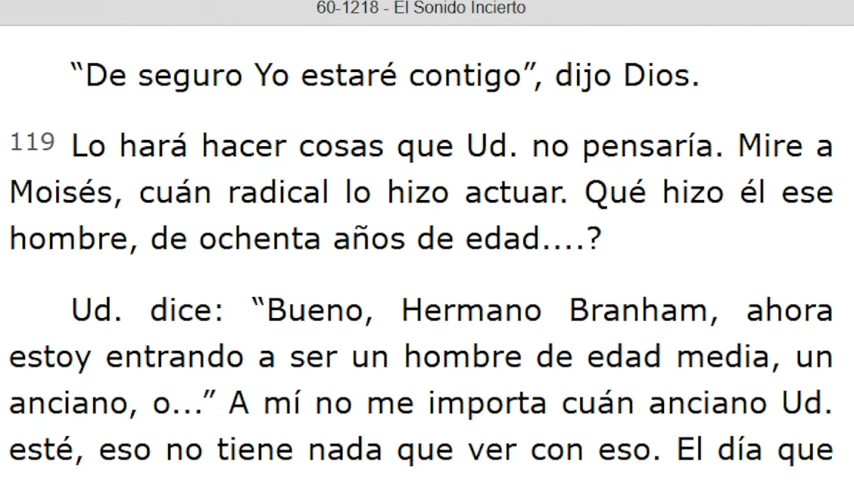 60-1218 - El Sonido Incierto
“De seguro Yo estaré contigo”, dijo Dios.
119 Lo hará hacer cosas que Ud. no pensaría. Mire a
Moisés, cuán radical lo hizo actuar. Qué hizo él ese
hombre, de ochenta años de edad....?
Ud. dice: “Bueno, Hermano Branham, ahora
estoy entrando a ser un hombre de edad media, un
anciano, o...” A mí no me importa cuán anciano Ud.
esté, eso no tiene nada que ver con eso. El día que